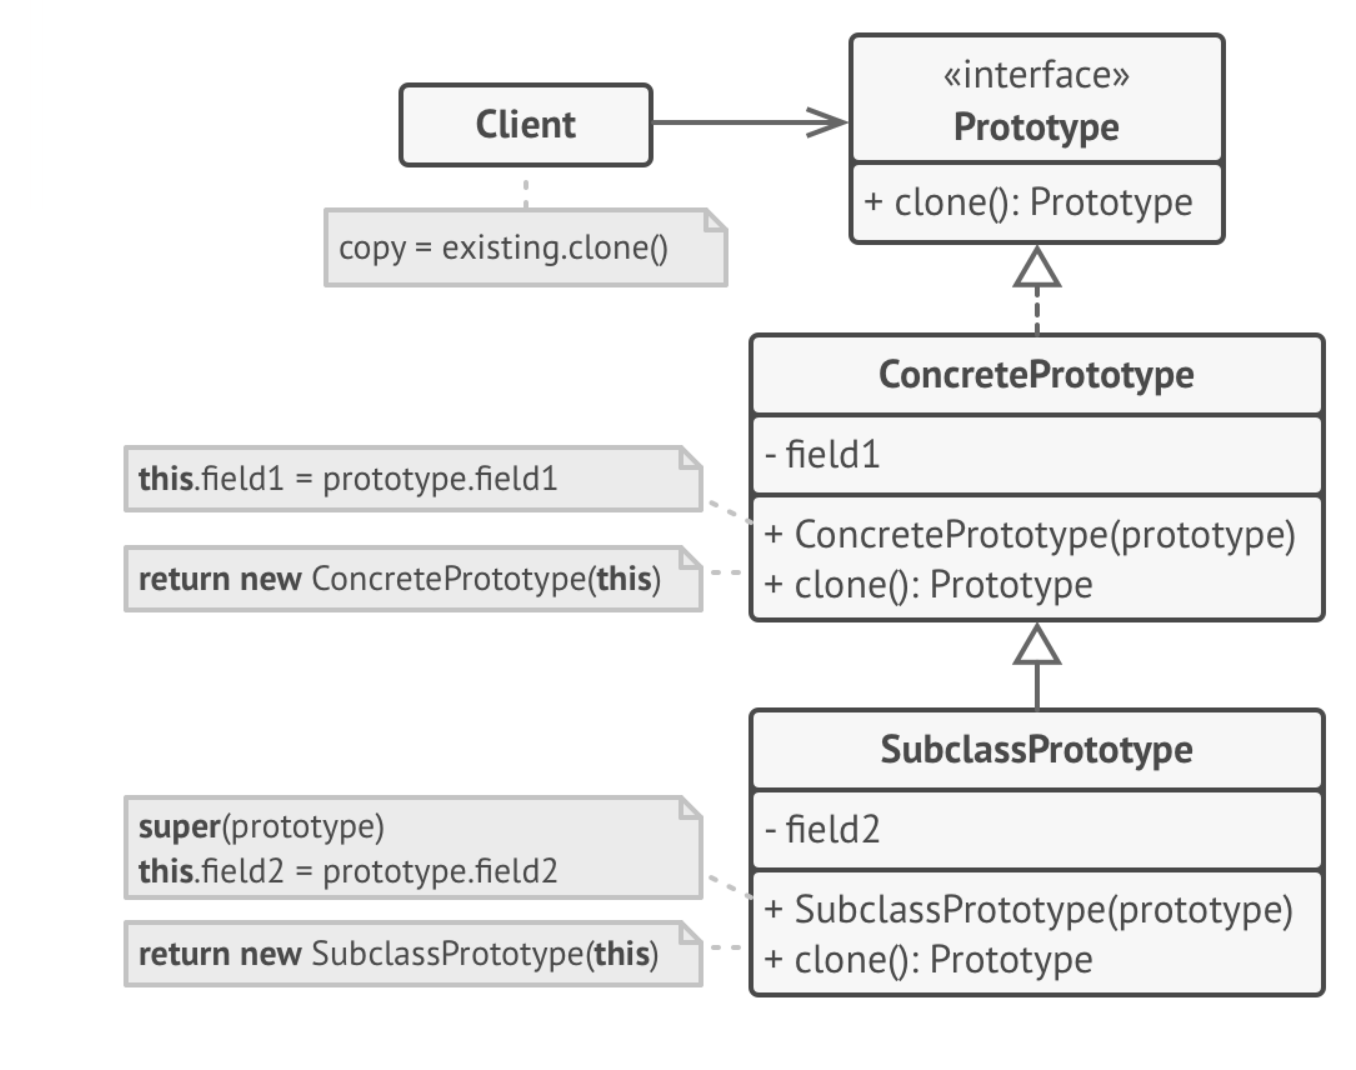 Client
copy = existing.clone()
«interface»
Prototype
+ clone(): Prototype
ConcretePrototype
- field1
+ ConcretePrototype(prototype)
+ clone(): Prototype
this.field1 = prototype.field1
return new ConcretePrototype(this)
SubclassPrototype
- field2
+ SubclassPrototype(prototype)
+ clone(): Prototype
super(prototype)
this.field2 = prototype.field2
return new SubclassPrototype(this)